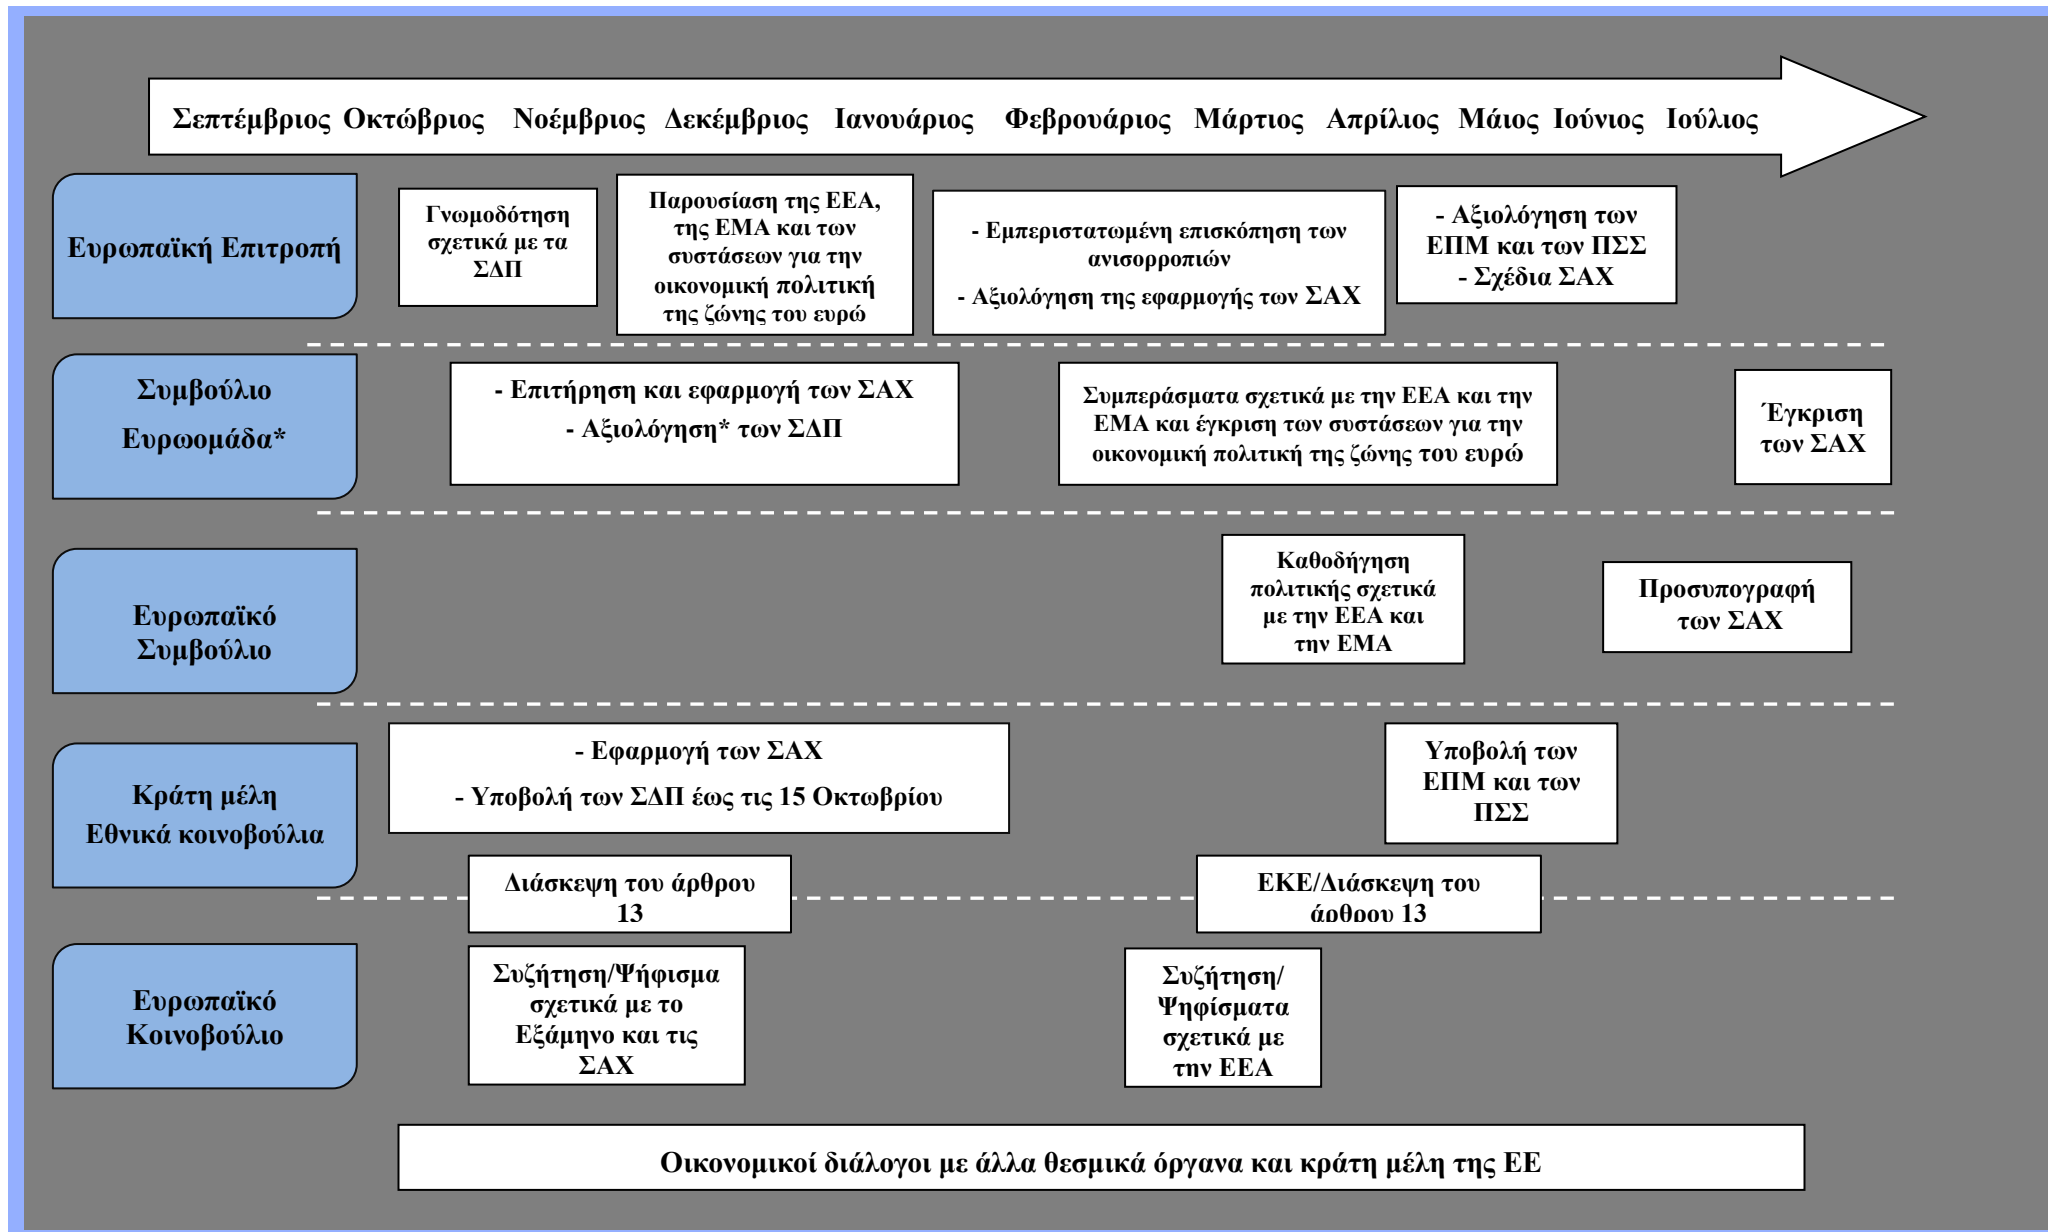 Σεπτέμβριος Οκτώβριος Νοέμβριος Δεκέμβριος Ιανουάριος Φεβρουάριος Μάρτιος Απρίλιος Μάιος Ιούνιος Ιούλιος
Ευρωπαϊκή Επιτροπή
Γνωμοδότηση
σχετικά με τα
ΣΔΠ
Παρουσίαση της ΕΕΑ,
της ΕΜΑ και των
συστάσεων για την
οικονομική πολιτική
της ζώνης του ευρώ
- Εμπεριστατωμένη επισκόπηση των
ανισορροπιών
- Αξιολόγηση της εφαρμογής των ΣΑΧ
- Αξιολόγηση των
ΕΠΜ και των ΠΣΣ
- Σχέδια ΣΑΧ
Συμβούλιο
Ευρωομάδα*
- Επιτήρηση και εφαρμογή των ΣΑΧ
- Αξιολόγηση* των ΣΔΠ
Συμπεράσματα σχετικά με την ΕΕΑ και την
ΕΜΑ και έγκριση των συστάσεων για την
οικονομική πολιτική της ζώνης του ευρώ
Έγκριση
των ΣΑΧ
Ευρωπαϊκό
Συμβούλιο
Καθοδήγηση
πολιτικής σχετικά
με την ΕΕΑ και
την ΕΜΑ
Προσυπογραφή
των ΣΑΧ
Κράτη μέλη
Εθνικά κοινοβούλια
- Εφαρμογή των ΣΑΧ
- Υποβολή των ΣΔΠ έως τις 15 Οκτωβρίου
Υποβολή των
ΕΠΜ και των
ΠΣΣ
Διάσκεψη του άρθρου
13
ΕΚΕ/Διάσκεψη του
άρθρου 13
Ευρωπαϊκό
Κοινοβούλιο
Συζήτηση/Ψήφισμα
σχετικά με το
Εξάμηνο και τις
ΣΑΧ
Συζήτηση/
Ψηφίσματα
σχετικά με
την ΕΕΑ
Οικονομικοί διάλογοι με άλλα θεσμικά όργανα και κράτη μέλη της ΕΕ